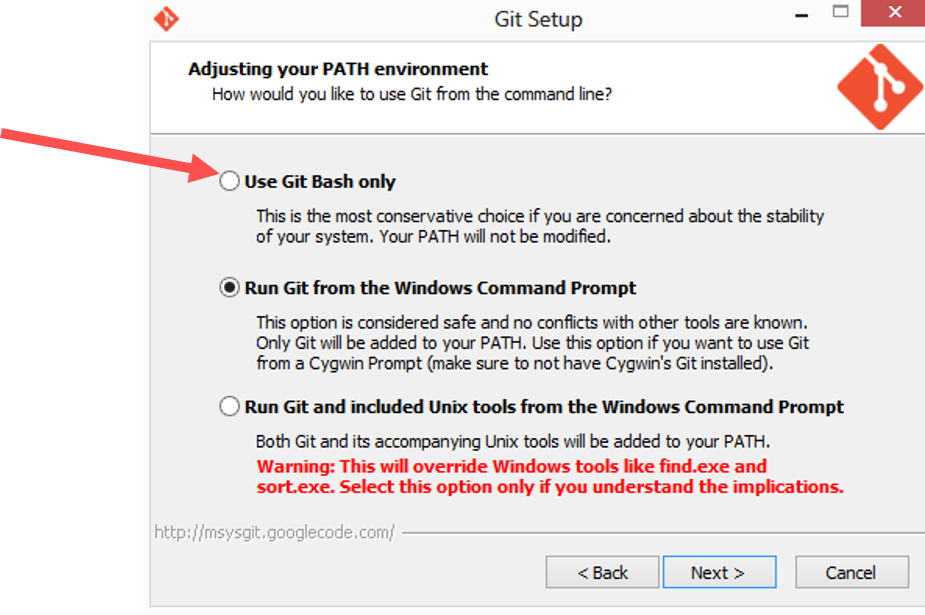 Git Setup
Adjusting your PATH environment
How would you like to use Git from the command line?
Use Git Bash only
This is the most conservative choice if you are concerned about the stability
of your system. Your PATH will not be modified.
Run Git from the Windows Command Prompt
This option is considered safe and no conflicts with other tools are known.
Only Git will be added to your PATH. Use this option if you want to use Git
from a Cygwin Prompt (make sure to not have Cygwin's Git installed).
Run Git and included Unix tools from the Windows Command Prompt
Both Git and its accompanying Unix tools will be added to your PATH.
Warning: This will override Windows tools like find.exe and
sort.exe. Select this option only if you understand the implications.
http://msysgit.googlecode.com/
< Back Next > Cancel